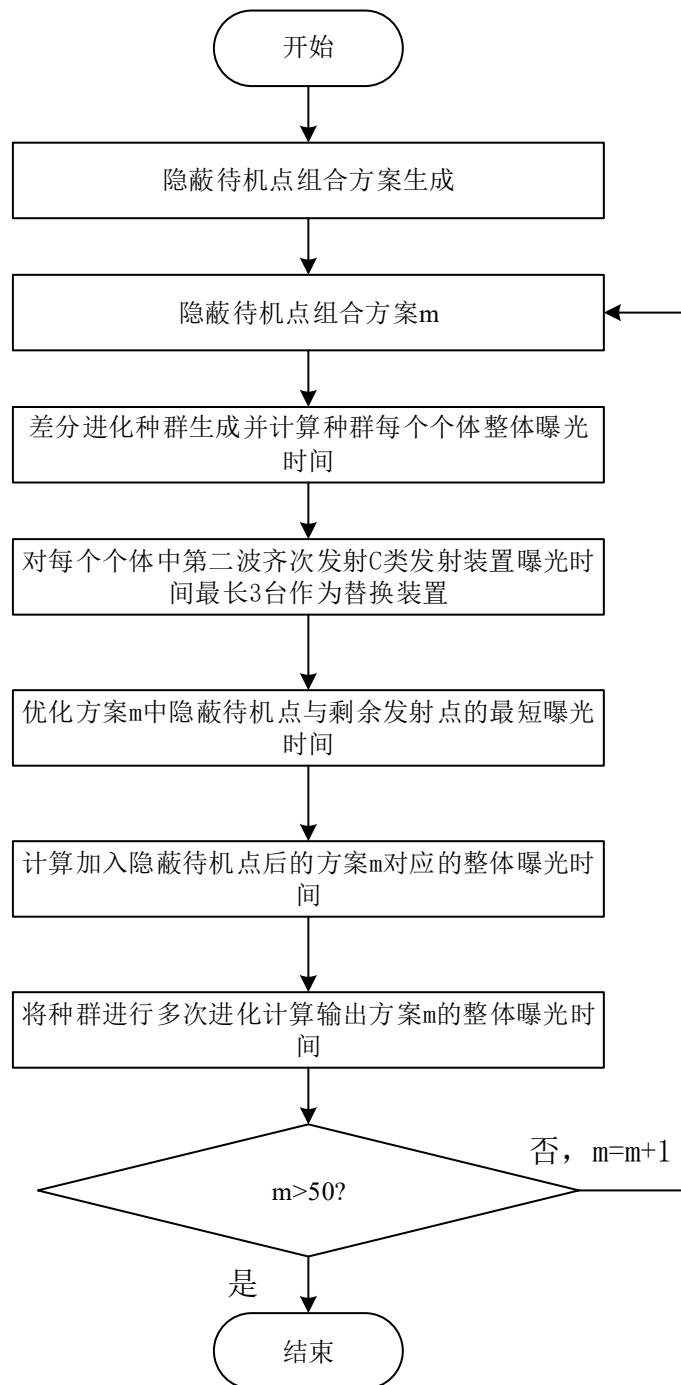 开始
隐蔽待机点组合方案生成
隐蔽待机点组合方案m
差分进化种群生成并计算种群每个个体整体曝光
时间
对每个个体中第二波齐次发射C类发射装置曝光时
间最长3台作为替换装置
优化方案m中隐蔽待机点与剩余发射点的最短曝光
时间
计算加入隐蔽待机点后的方案m对应的整体曝光时
间
将种群进行多次进化计算输出方案m的整体曝光时
间
否，m=m+1
m>50?
是
结束